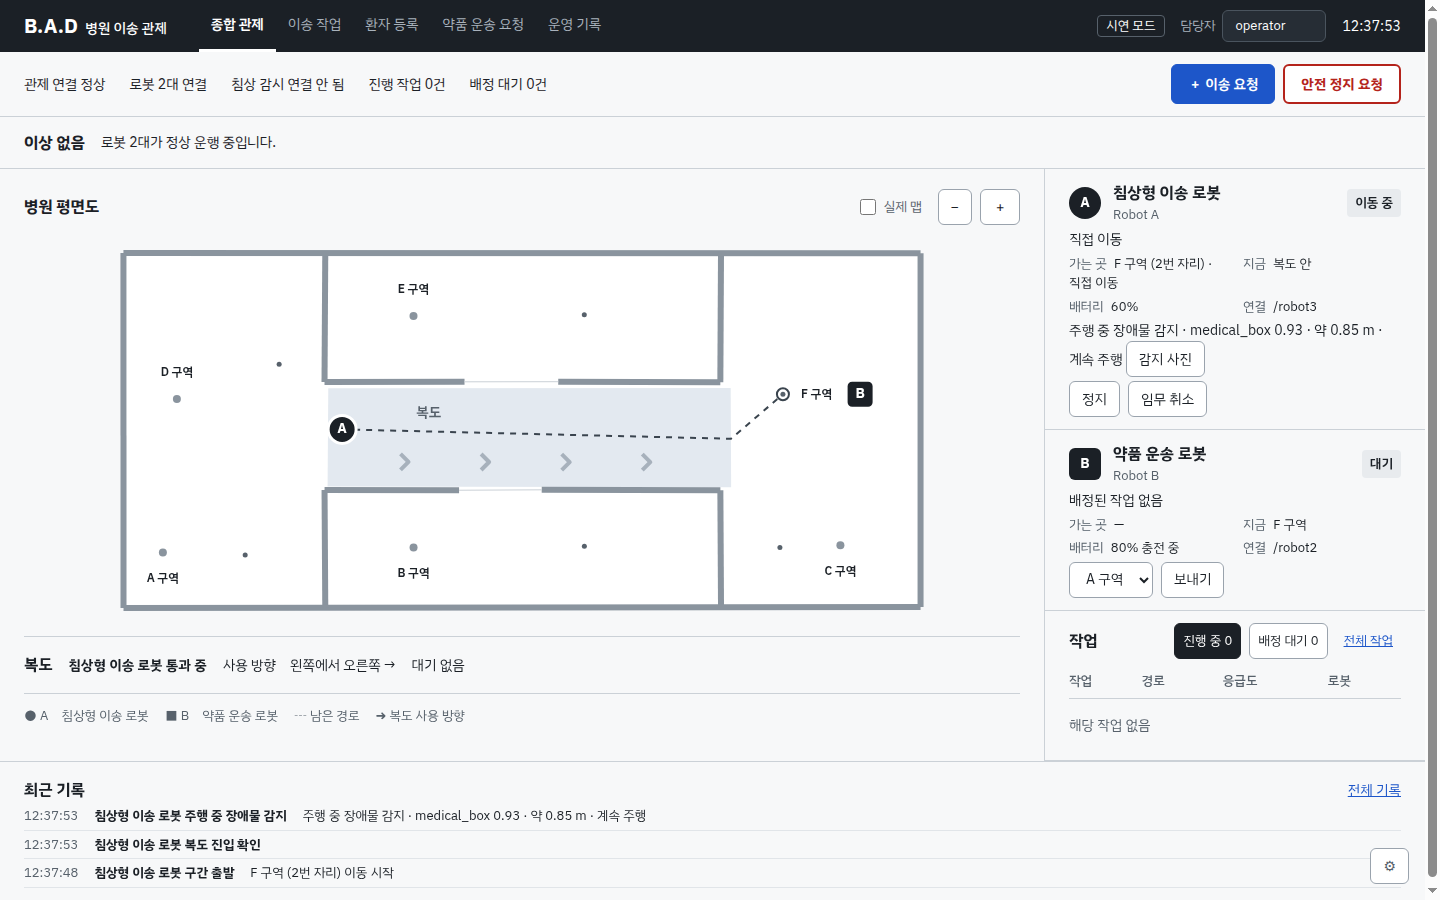 B.A.D 병원 이송 관제 종합 관제 이송 작업 환자 등록 약품 운송 요청 운영 기록 시연 모드 담당자 operator 12:37:53
관제 연결 정상 로봇 2대 연결 침상 감시 연결 안 됨 진행 작업 0건 배정 대기 0건 + 이송 요청 안전 정지 요청
이상 없음 로봇 2대가 정상 운행 중입니다.
병원 평면도 실제 맵 − +
E 구역
D 구역
F 구역 B
복도
A
A 구역
B 구역
C 구역
복도 침상형 이송 로봇 통과 중 사용 방향 왼쪽에서 오른쪽 → 대기 없음
● A 침상형 이송 로봇 ■ B 약품 운송 로봇 --- 남은 경로 → 복도 사용 방향
A 침상형 이송 로봇 이동 중
Robot A
직접 이동
가는 곳 F 구역 (2번 자리) · 지금 복도 안
직접 이동
배터리 60% 연결 /robot3
주행 중 장애물 감지 · medical_box 0.93 · 약 0.85 m ·
계속 주행 감지 사진
정지 임무 취소
B 약품 운송 로봇 대기
Robot B
배정된 작업 없음
가는 곳 — 지금 F 구역
배터리 80% 충전 중 연결 /robot2
A 구역 보내기
작업 진행 중 0 배정 대기 0 전체 작업
작업 경로 응급도 로봇
해당 작업 없음
최근 기록 전체 기록
12:37:53 침상형 이송 로봇 주행 중 장애물 감지 주행 중 장애물 감지 · medical_box 0.93 · 약 0.85 m · 계속 주행
12:37:53 침상형 이송 로봇 복도 진입 확인
12:37:48 침상형 이송 로봇 구간 출발 F 구역 (2번 자리) 이동 시작